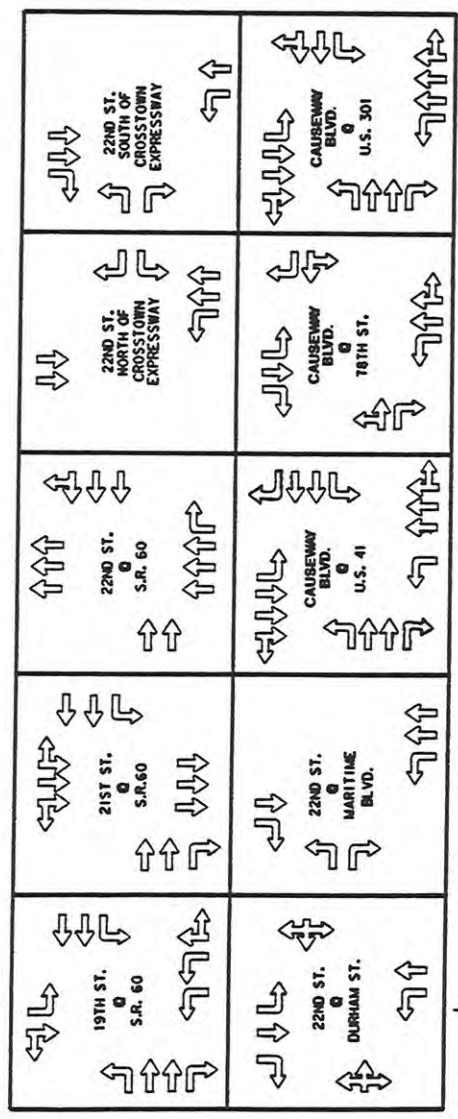 19TH ST.
@
S.R. 60
21ST ST.
@
S.R.60
22ND ST.
@
S.R. 60
22ND ST.
NORTH OF
CROSSTOWN
EXPRESSWAY
22ND ST.
SOUTH OF
CROSSTOWN
EXPRESSWAY
22ND ST.
@
DURHAM ST.
22ND ST.
@
MARITIME
BLVD.
CAUSEWAY
BLVD.
@
U.S. 41
CAUSEWAY
BLVD.
@
78TH ST.
CAUSEWAY
BLVD.
@
U.S. 301